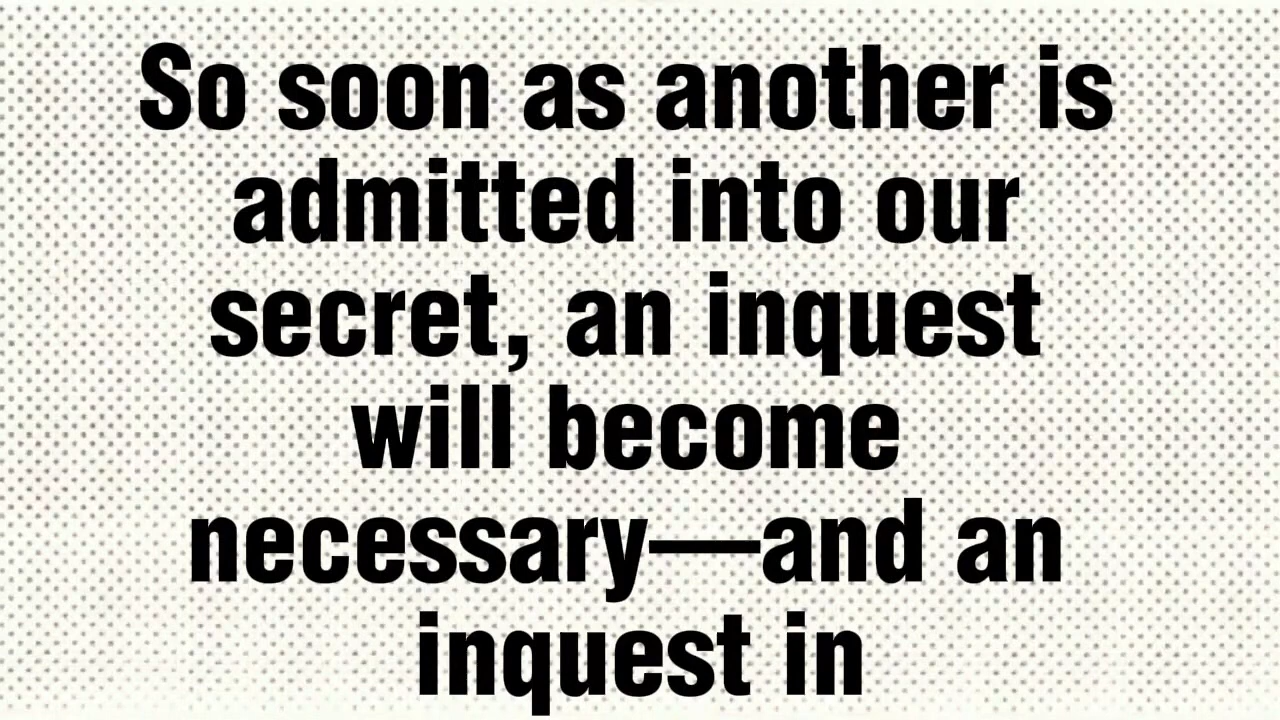 So soon as another is
admitted into our
secret, an inquest
will become
necessary—and an
inquest in